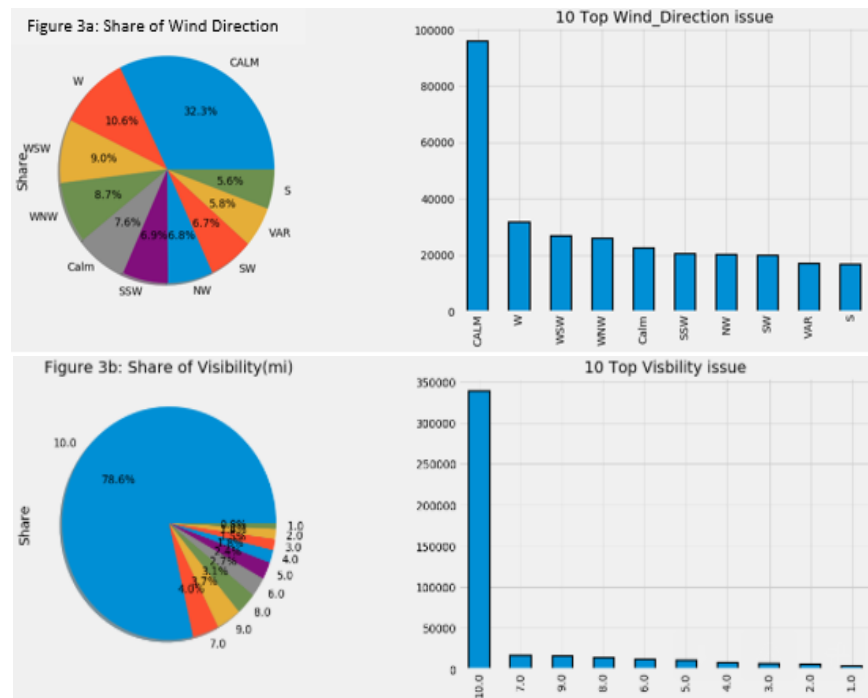 Figure 3a: Share of Wind Direction
Share
CALM
32.3%
W
10.6%
WSW
9.0%
WNW
8.7%
Calm
7.6%
SSW
6.9%
NW
6.8%
SW
6.7%
VAR
5.8%
S
5.6%
10 Top Wind_Direction issue
100000
80000
60000
40000
20000
0
CALM
W
WSW
WNW
Calm
SSW
NW
SW
VAR
S
Figure 3b: Share of Visibility(mi)
Share
10.0
78.6%
7.0
4.0%
9.0
3.7%
8.0
3.1%
6.0
2.7%
5.0
2.4%
4.0
3.0
2.0
1.0
10 Top Visbility issue
350000
300000
250000
200000
150000
100000
50000
0
10.0
7.0
9.0
8.0
6.0
5.0
4.0
3.0
2.0
1.0